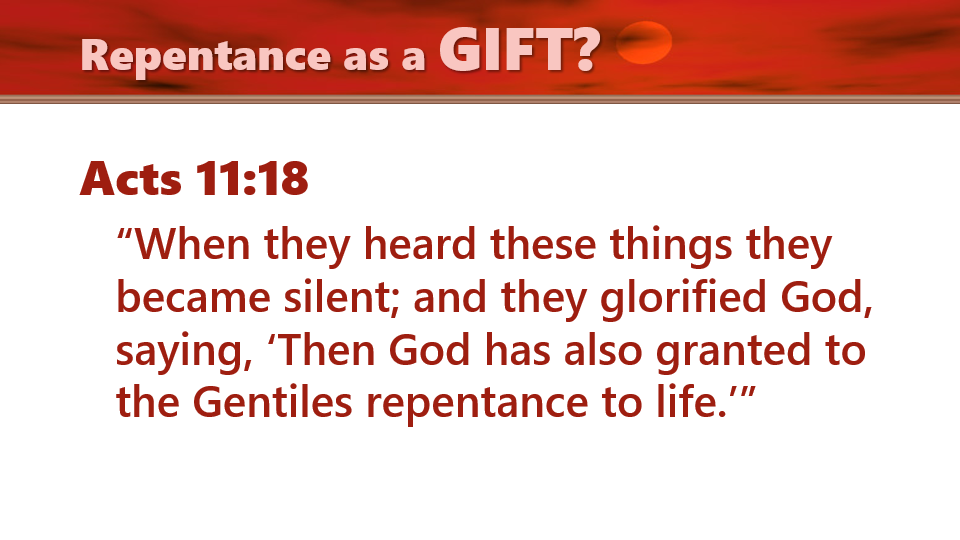 Repentance as a GIFT?
Acts 11:18
“When they heard these things they
became silent; and they glorified God,
saying, ‘Then God has also granted to
the Gentiles repentance to life.’”